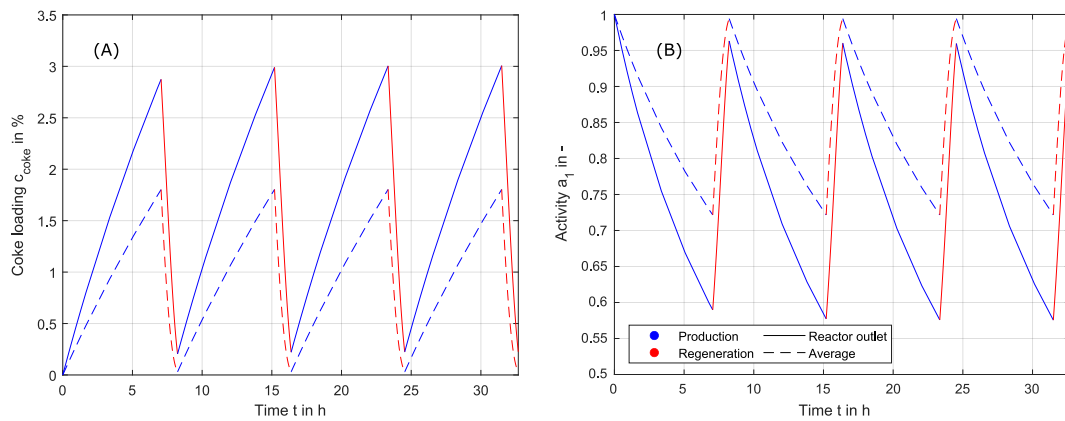 (A)
Coke loading c_coke in %
3.5
3
2.5
2
1.5
1
0.5
0
0 5 10 15 20 25 30
Time t in h
(B)
Activity a_1 in -
1
0.95
0.9
0.85
0.8
0.75
0.7
0.65
0.6
0.55
0.5
Production Reactor outlet
Regeneration Average
0 5 10 15 20 25 30
Time t in h